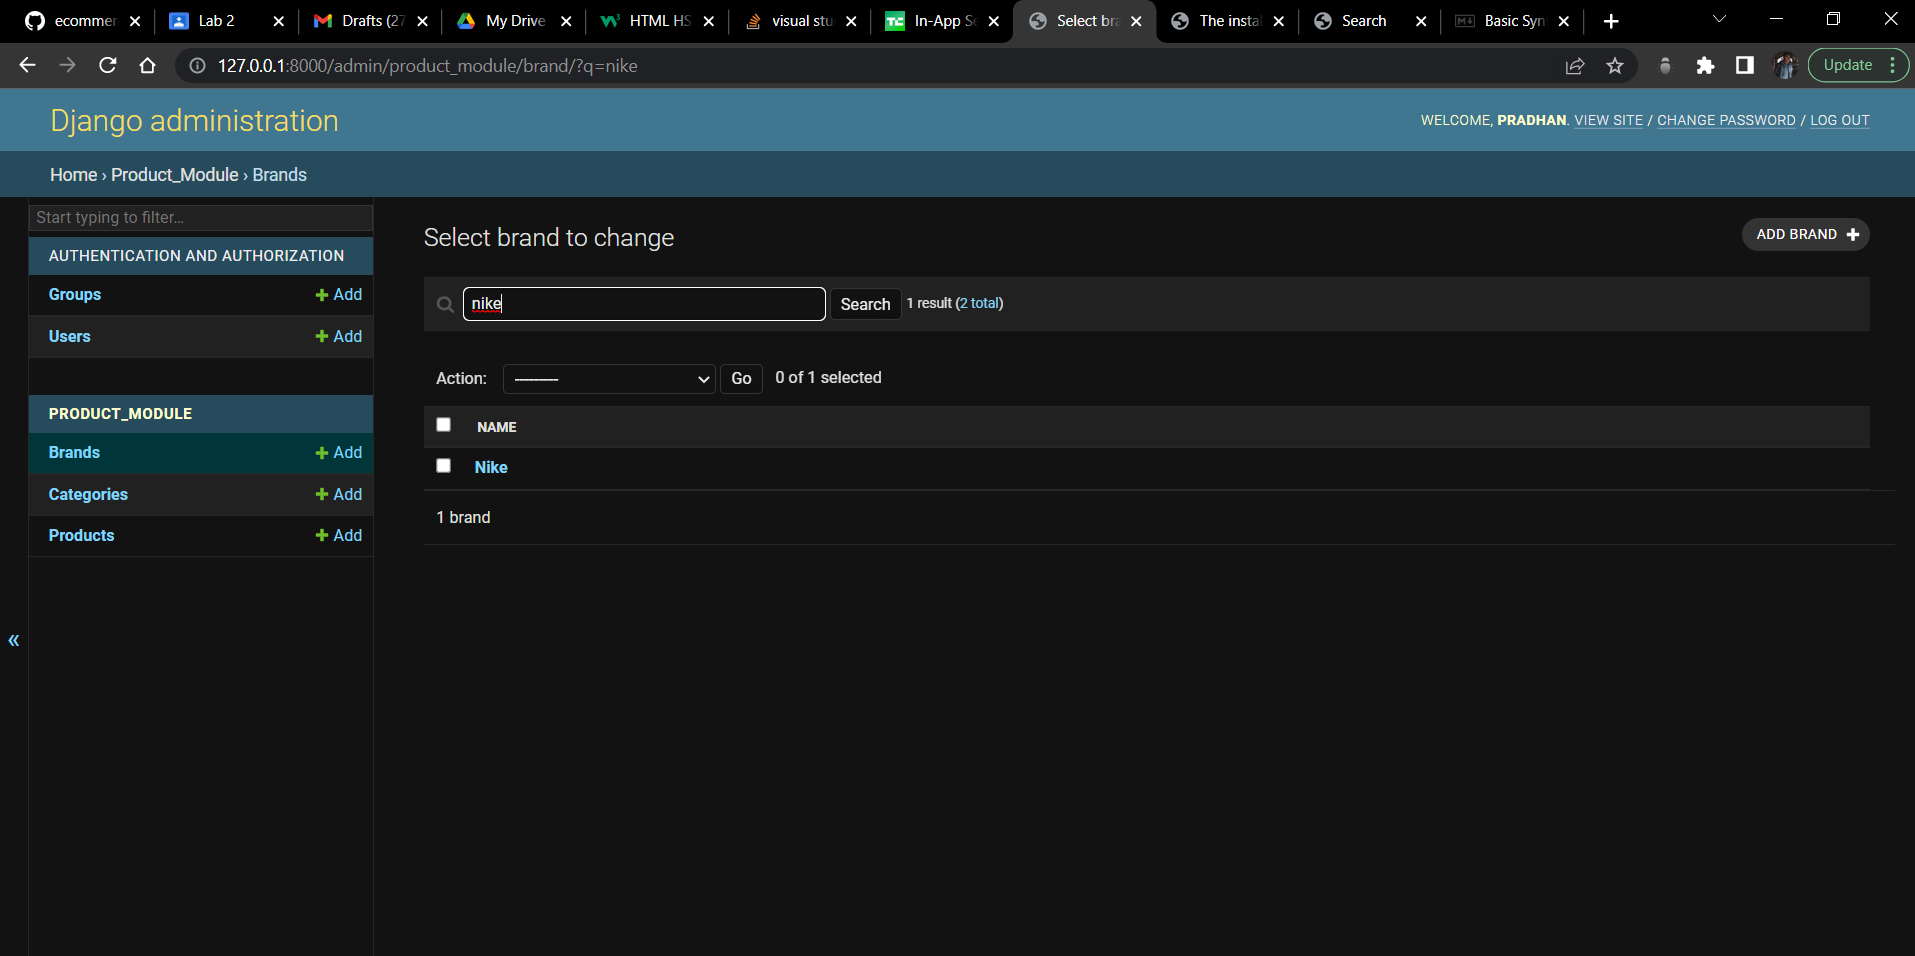 ecommer Lab 2 Drafts (27 My Drive HTML HS visual stu In-App Se Select bra The instal Search Basic Syn
127.0.0.1:8000/admin/product_module/brand/?q=nike Update
Django administration WELCOME, PRADHAN. VIEW SITE / CHANGE PASSWORD / LOG OUT
Home › Product_Module › Brands
Start typing to filter...
AUTHENTICATION AND AUTHORIZATION
Groups + Add
Users + Add
PRODUCT_MODULE
Brands + Add
Categories + Add
Products + Add
«
Select brand to change
ADD BRAND +
nike Search 1 result (2 total)
Action: --------- Go 0 of 1 selected
NAME
Nike
1 brand